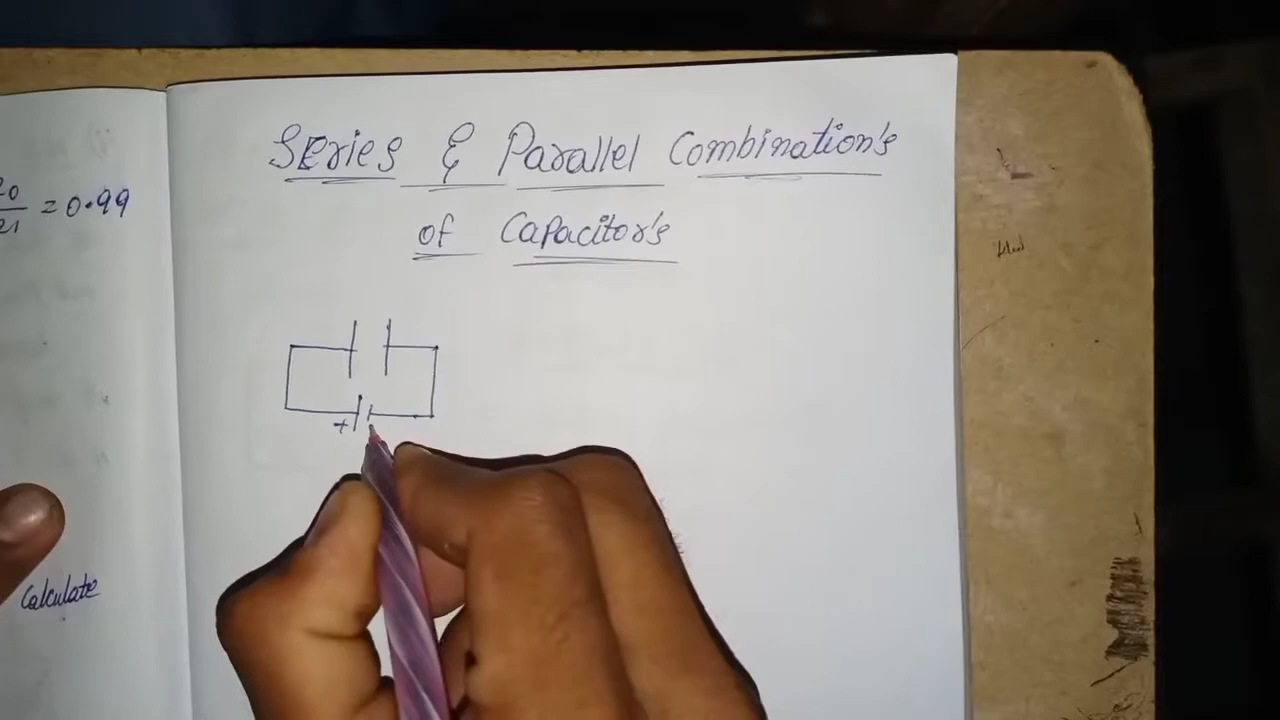 SEries & Parallel Combination's
of Capacitor's
= 0.99
+
Calculate